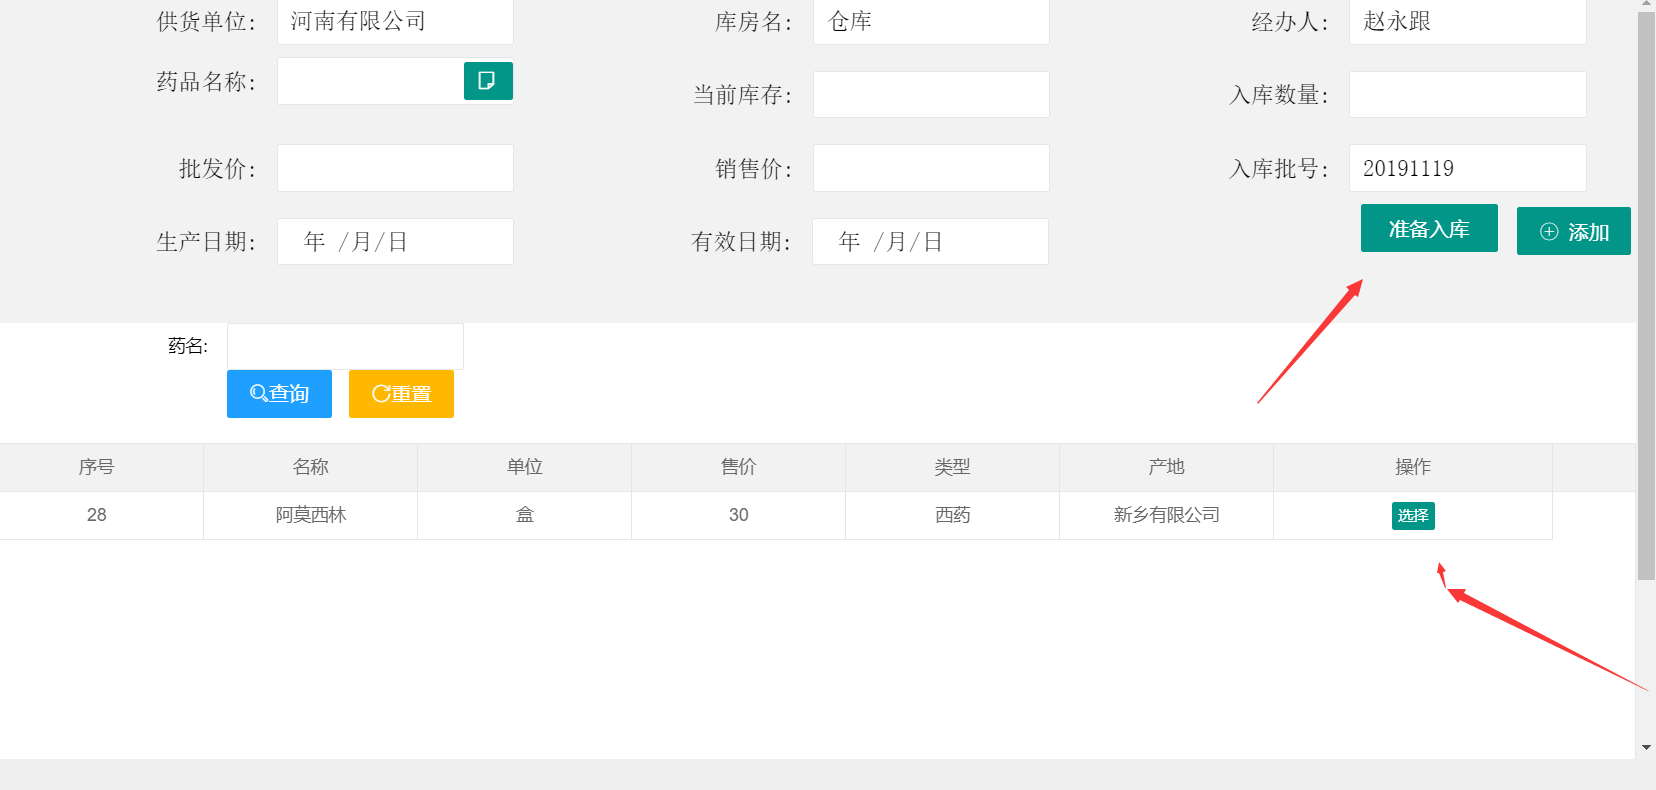 供货单位: 河南有限公司 库房名: 仓库 经办人: 赵永跟
药品名称: 当前库存: 入库数量:
批发价: 销售价: 入库批号: 20191119
生产日期: 年 /月/日 有效日期: 年 /月/日 准备入库 添加
药名:
查询 重置
序号 名称 单位 售价 类型 产地 操作
28 阿莫西林 盒 30 西药 新乡有限公司 选择